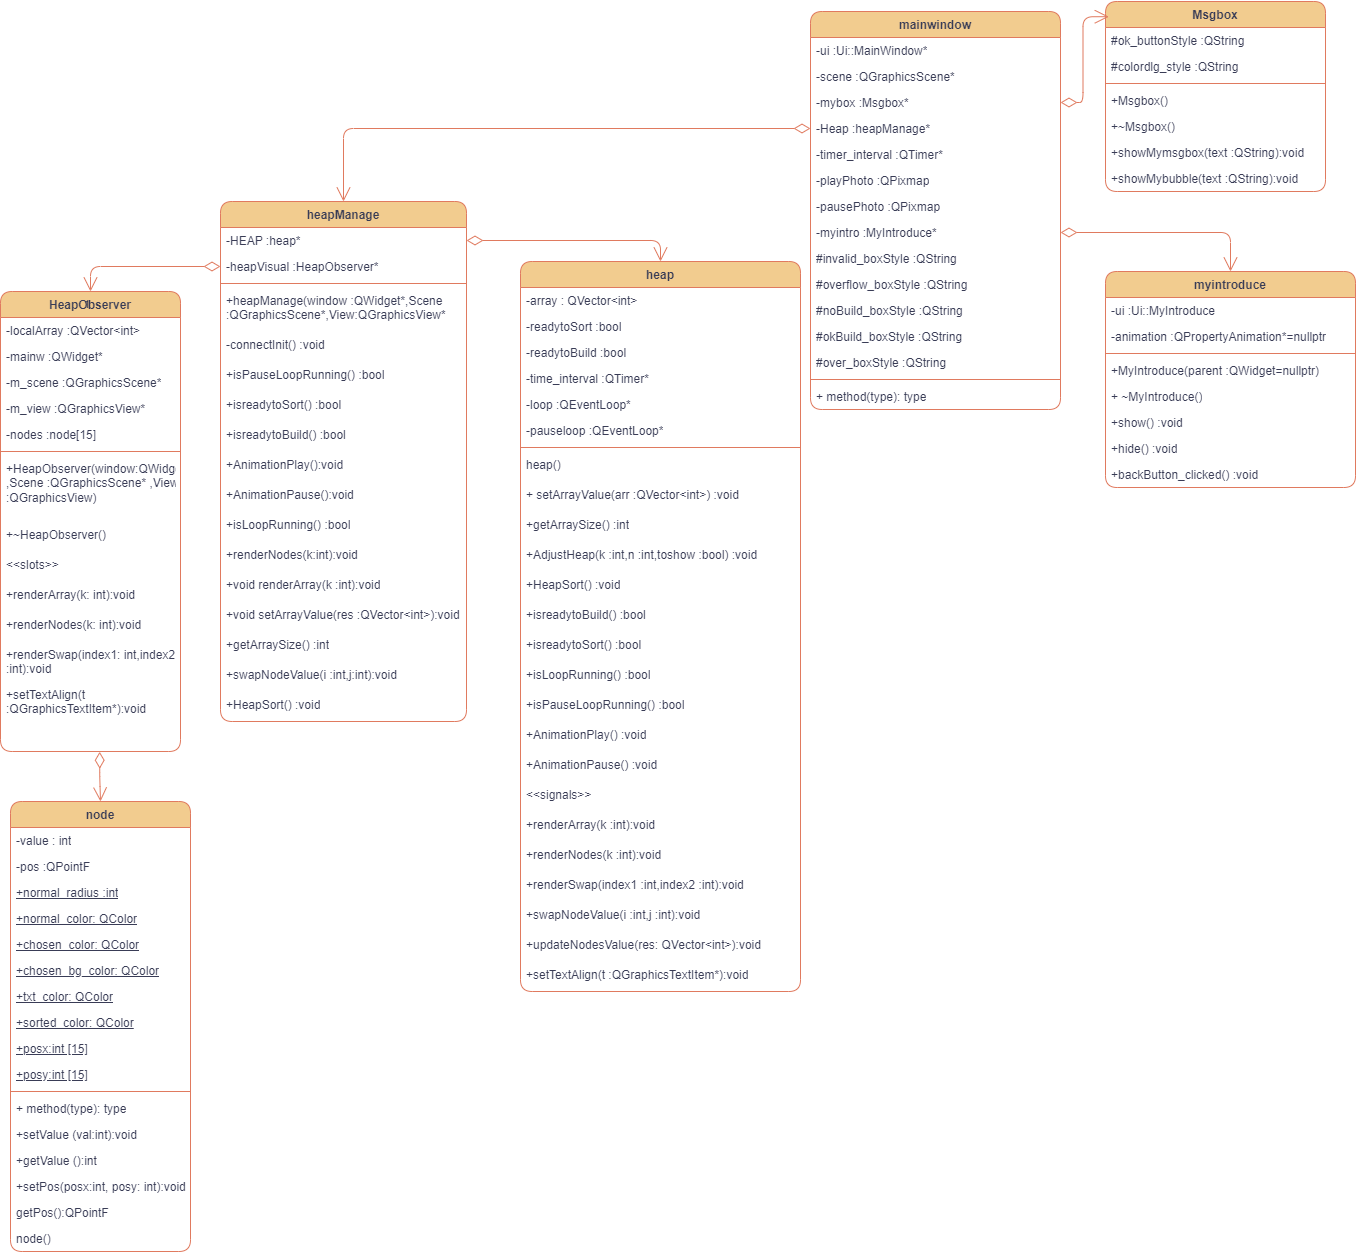 mainwindow
-ui :Ui::MainWindow*
-scene :QGraphicsScene*
-mybox :Msgbox*
-Heap :heapManage*
-timer_interval :QTimer*
-playPhoto :QPixmap
-pausePhoto :QPixmap
-myintro :MyIntroduce*
#invalid_boxStyle :QString
#overflow_boxStyle :QString
#noBuild_boxStyle :QString
#okBuild_boxStyle :QString
#over_boxStyle :QString
+ method(type): type
Msgbox
#ok_buttonStyle :QString
#colordlg_style :QString
+Msgbox()
+~Msgbox()
+showMymsgbox(text :QString):void
+showMybubble(text :QString):void
heapManage
-HEAP :heap*
-heapVisual :HeapObserver*
+heapManage(window :QWidget*,Scene
:QGraphicsScene*,View:QGraphicsView*
-connectInit() :void
+isPauseLoopRunning() :bool
+isreadytoSort() :bool
+isreadytoBuild() :bool
+AnimationPlay():void
+AnimationPause():void
+isLoopRunning() :bool
+renderNodes(k:int):void
+void renderArray(k :int):void
+void setArrayValue(res :QVector<int>):void
+getArraySize() :int
+swapNodeValue(i :int,j:int):void
+HeapSort() :void
heap
-array : QVector<int>
-readytoSort :bool
-readytoBuild :bool
-time_interval :QTimer*
-loop :QEventLoop*
-pauseloop :QEventLoop*
heap()
+ setArrayValue(arr :QVector<int>) :void
+getArraySize() :int
+AdjustHeap(k :int,n :int,toshow :bool) :void
+HeapSort() :void
+isreadytoBuild() :bool
+isreadytoSort() :bool
+isLoopRunning() :bool
+isPauseLoopRunning() :bool
+AnimationPlay() :void
+AnimationPause() :void
<<signals>>
+renderArray(k :int):void
+renderNodes(k :int):void
+renderSwap(index1 :int,index2 :int):void
+swapNodeValue(i :int,j :int):void
+updateNodesValue(res: QVector<int>):void
+setTextAlign(t :QGraphicsTextItem*):void
myintroduce
-ui :Ui::MyIntroduce
-animation :QPropertyAnimation*=nullptr
+MyIntroduce(parent :QWidget=nullptr)
+ ~MyIntroduce()
+show() :void
+hide() :void
+backButton_clicked() :void
HeapObserver
-localArray :QVector<int>
-mainw :QWidget*
-m_scene :QGraphicsScene*
-m_view :QGraphicsView*
-nodes :node[15]
+HeapObserver(window:QWidg
,Scene :QGraphicsScene* ,View
:QGraphicsView)
+~HeapObserver()
<<slots>>
+renderArray(k: int):void
+renderNodes(k: int):void
+renderSwap(index1: int,index2
:int):void
+setTextAlign(t
:QGraphicsTextItem*):void
node
-value : int
-pos :QPointF
+normal_radius :int
+normal_color: QColor
+chosen_color: QColor
+chosen_bg_color: QColor
+txt_color: QColor
+sorted_color: QColor
+posx:int [15]
+posy:int [15]
+ method(type): type
+setValue (val:int):void
+getValue ():int
+setPos(posx:int, posy: int):void
getPos():QPointF
node()